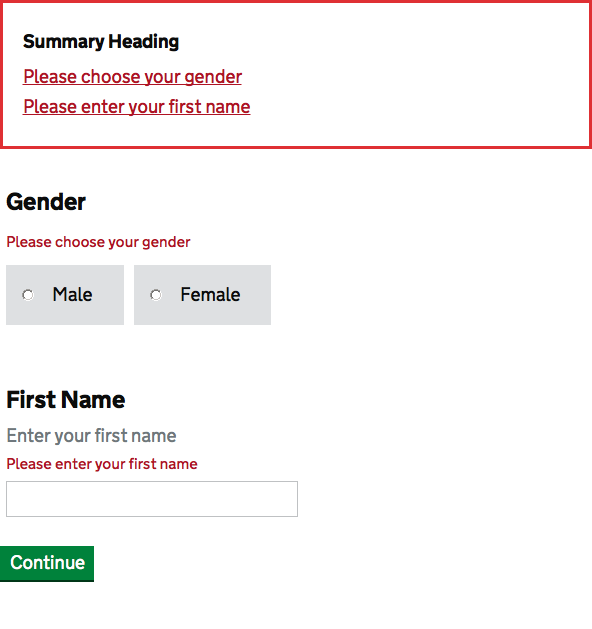 Summary Heading
Please choose your gender
Please enter your first name
Gender
Please choose your gender
Male Female
First Name
Enter your first name
Please enter your first name
Continue